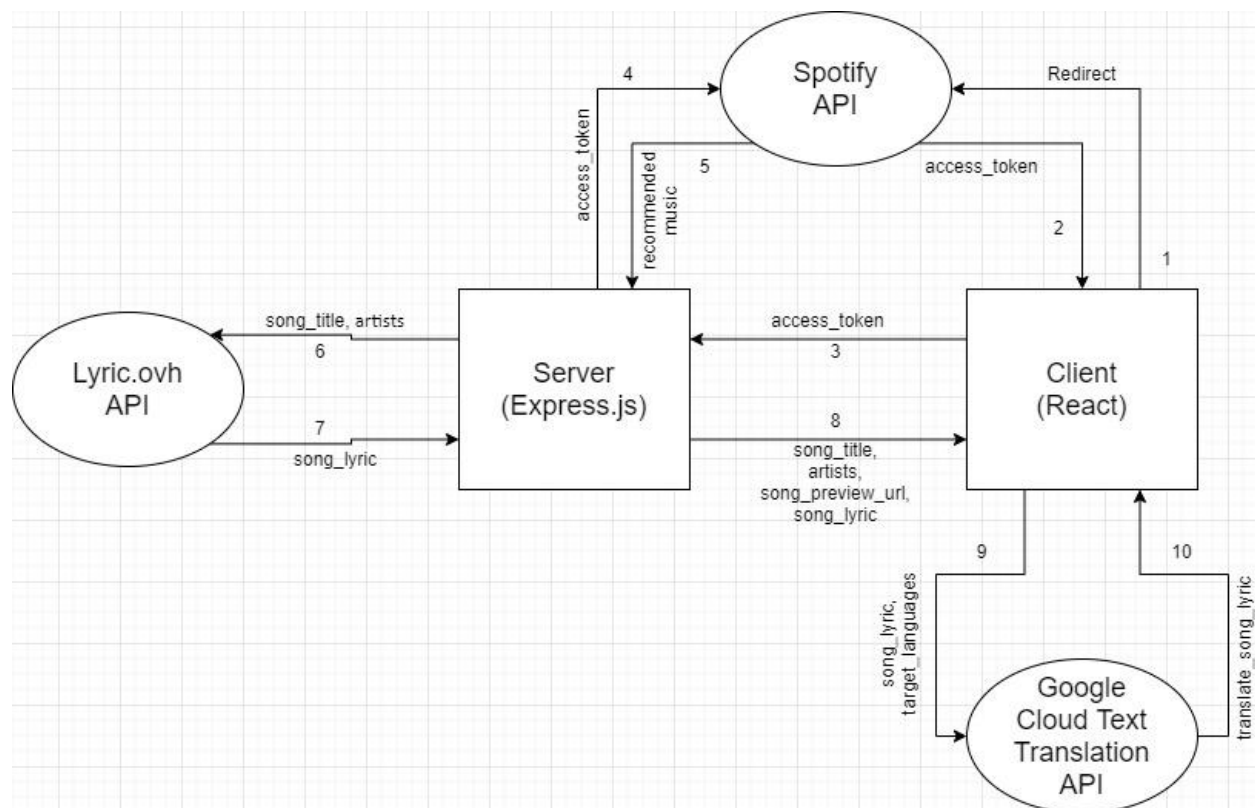 4
Spotify
API
Redirect
access_token
5
recommended
music
access_token
2
1
song_title, artists
6
Lyric.ovh
API
7
song_lyric
Server
(Express.js)
access_token
3
8
song_title,
artists,
song_preview_url,
song_lyric
Client
(React)
9
10
song_lyric,
target_languages
translate_song_lyric
Google
Cloud Text
Translation
API